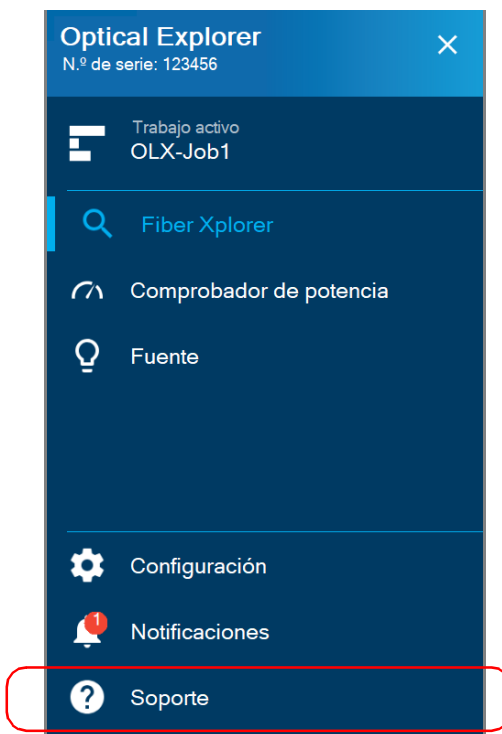 Optical Explorer
N.º de serie: 123456
Trabajo activo
OLX-Job1
Fiber Xplorer
Comprobador de potencia
Fuente
Configuración
1
Notificaciones
?
Soporte